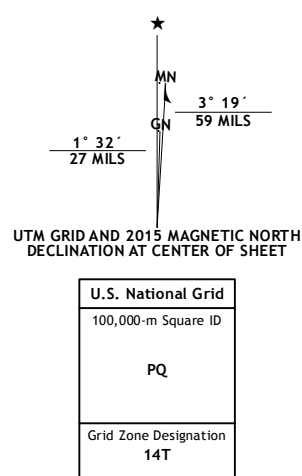 ★
MN
3° 19´
59 MILS
GN
1° 32´
27 MILS
UTM GRID AND 2015 MAGNETIC NORTH
DECLINATION AT CENTER OF SHEET
U.S. National Grid
100,000-m Square ID
PQ
Grid Zone Designation
14T